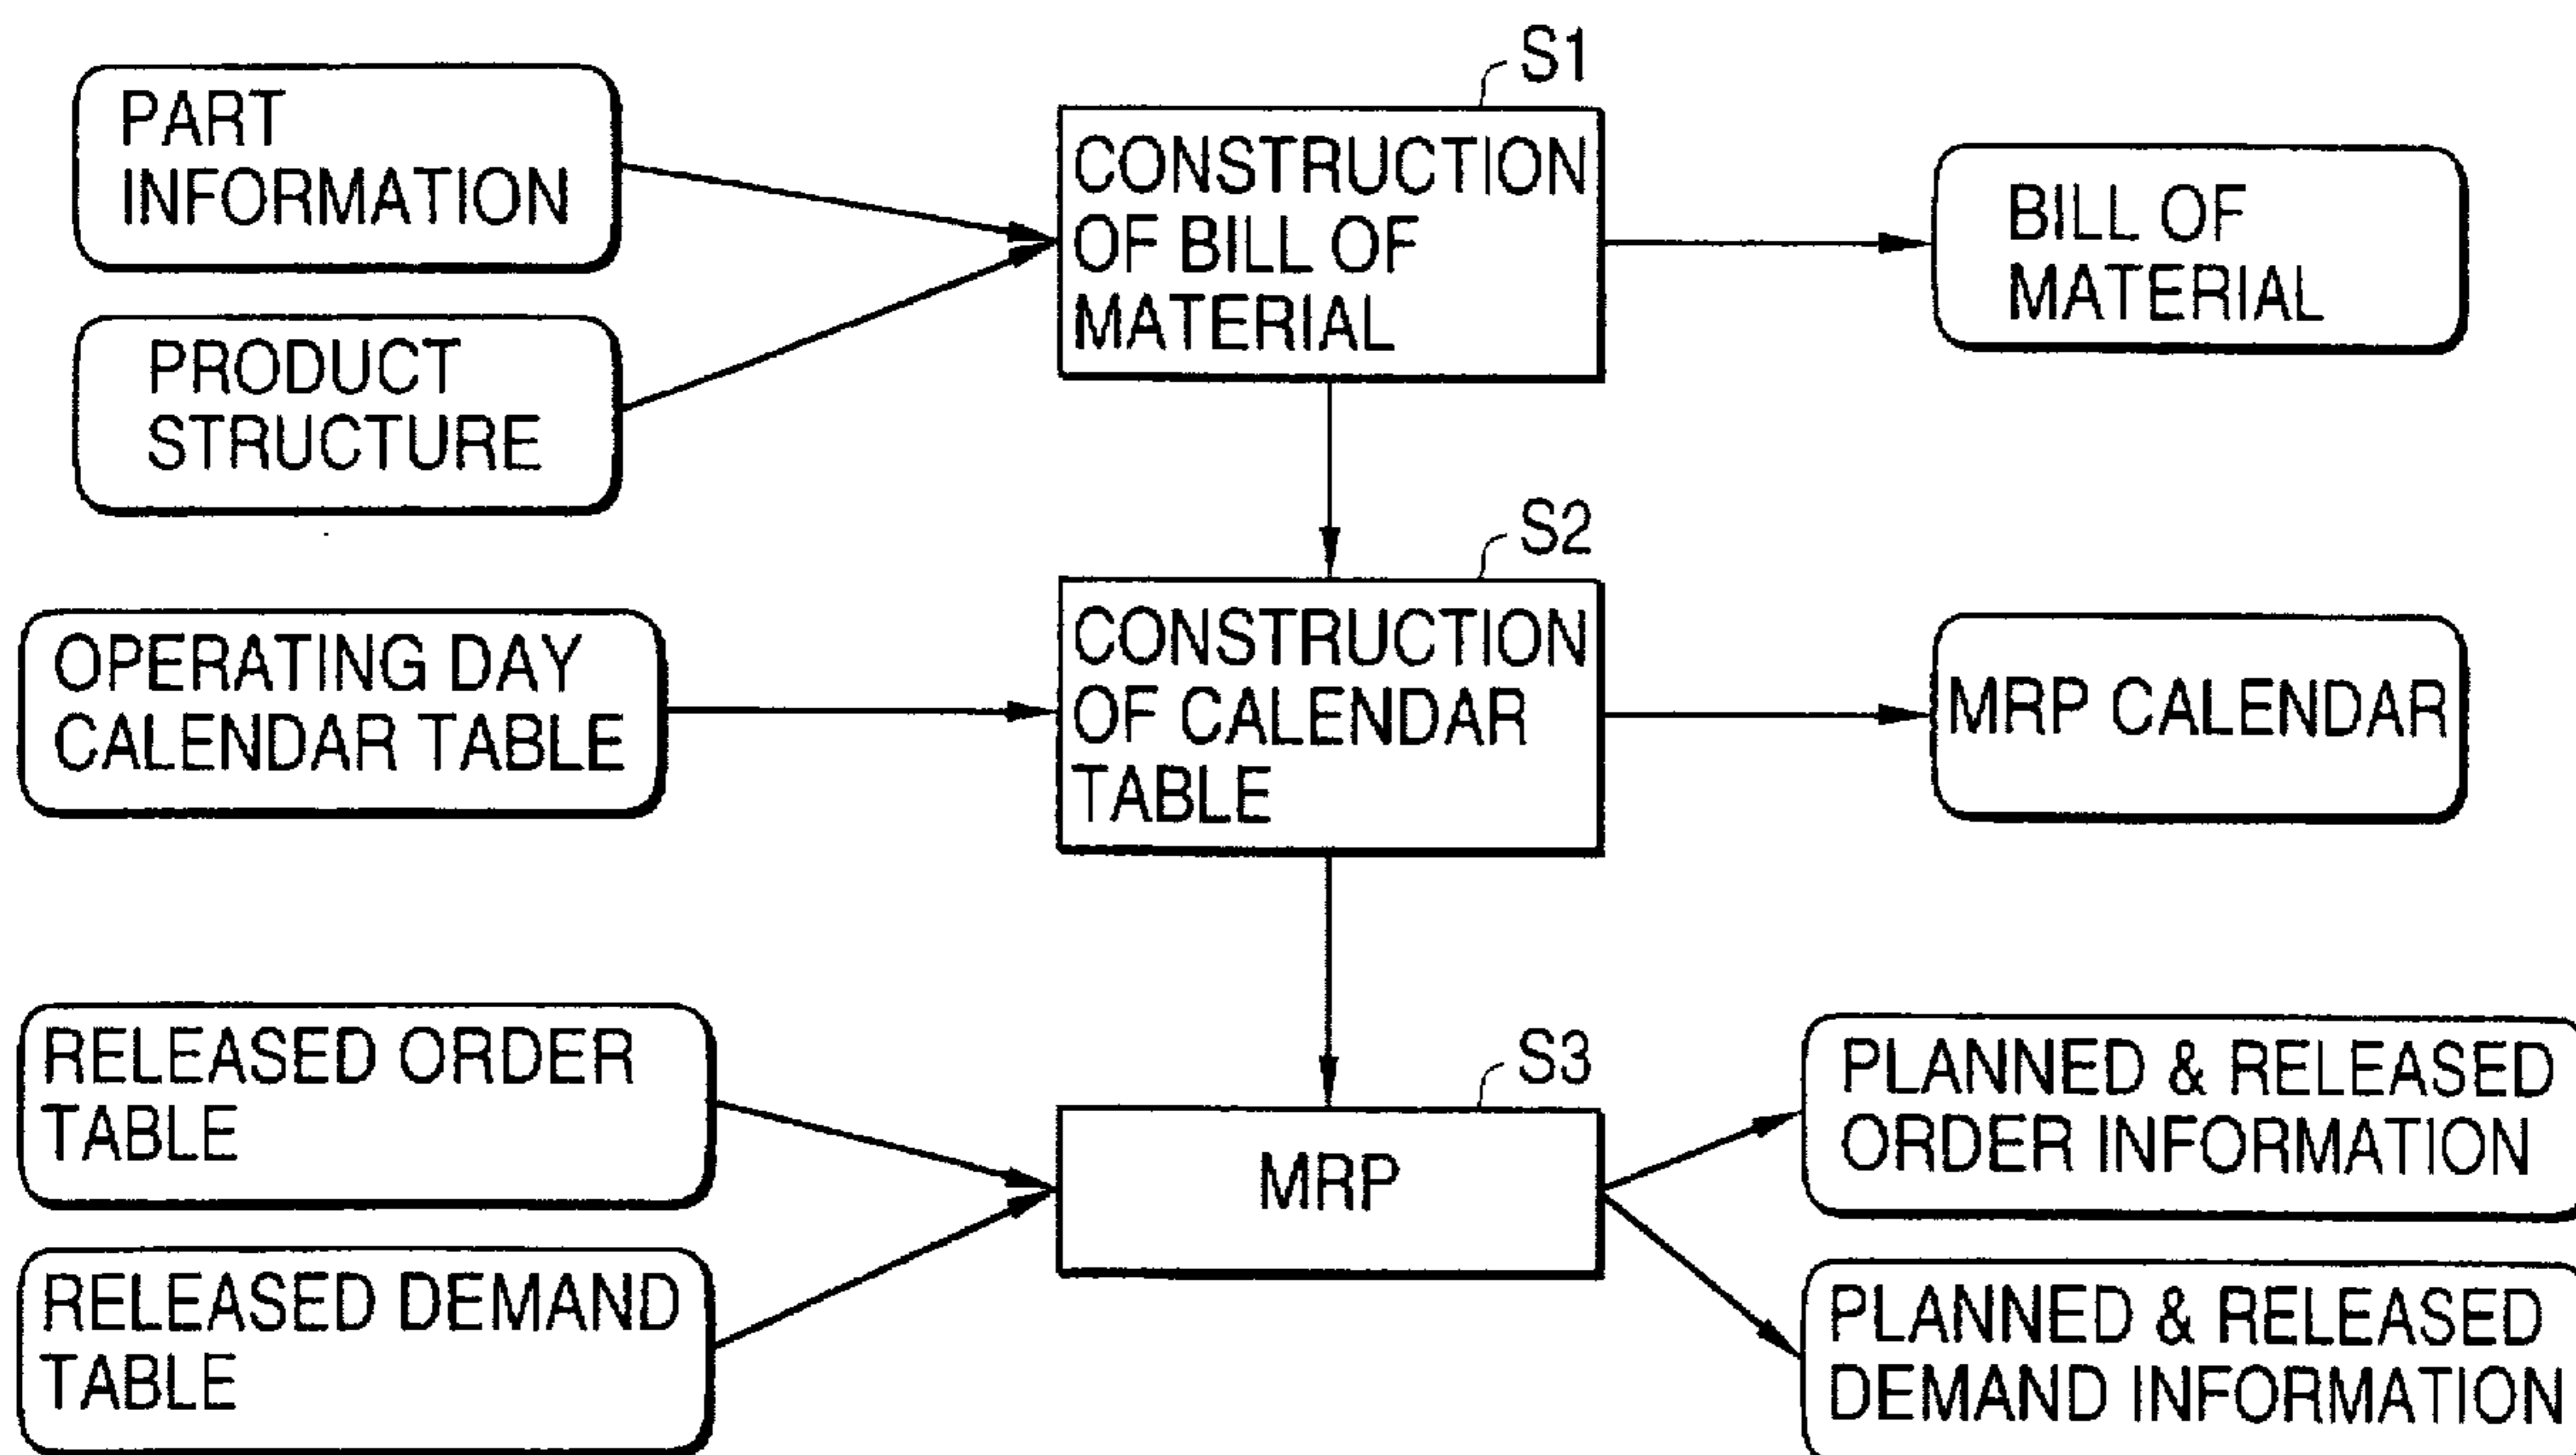 S1
PART
INFORMATION
CONSTRUCTION
OF BILL OF
MATERIAL
BILL OF
MATERIAL
PRODUCT
STRUCTURE
S2
OPERATING DAY
CALENDAR TABLE
CONSTRUCTION
OF CALENDAR
TABLE
MRP CALENDAR
S3
RELEASED ORDER
TABLE
MRP
PLANNED & RELEASED
ORDER INFORMATION
RELEASED DEMAND
TABLE
PLANNED & RELEASED
DEMAND INFORMATION